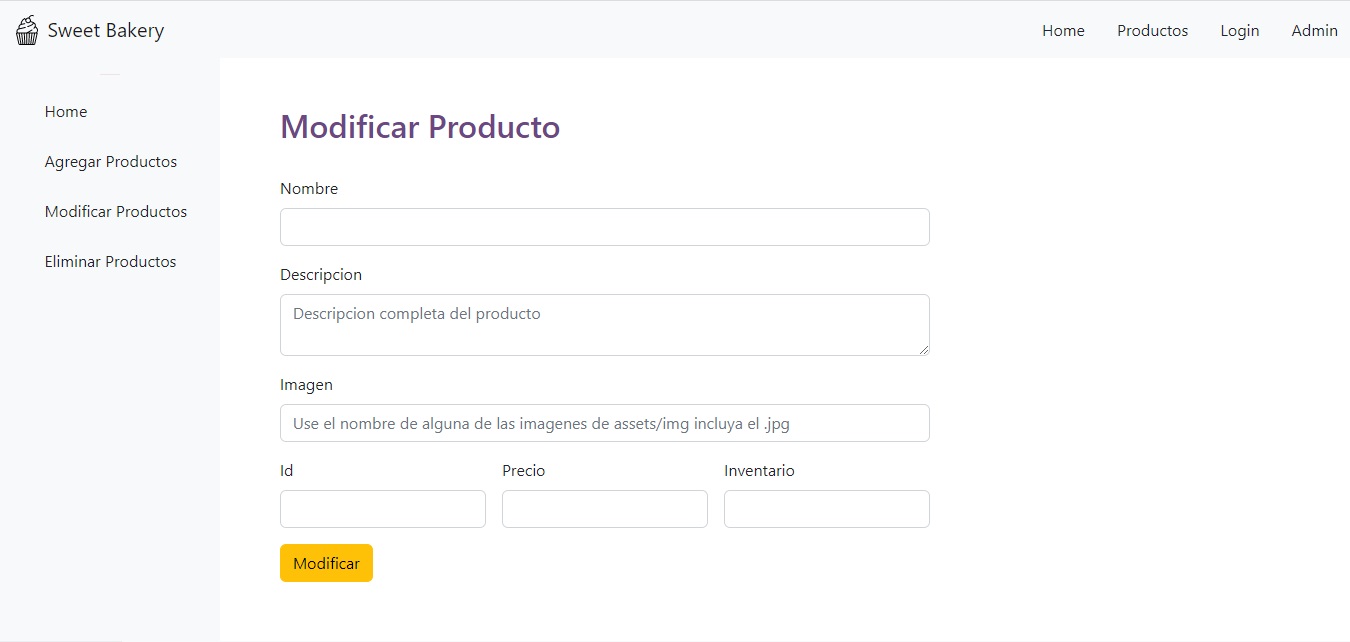 Sweet Bakery
Home Productos Login Admin
Home
Agregar Productos
Modificar Productos
Eliminar Productos
Modificar Producto
Nombre
Descripcion
Descripcion completa del producto
Imagen
Use el nombre de alguna de las imagenes de assets/img incluya el .jpg
Id Precio Inventario
Modificar